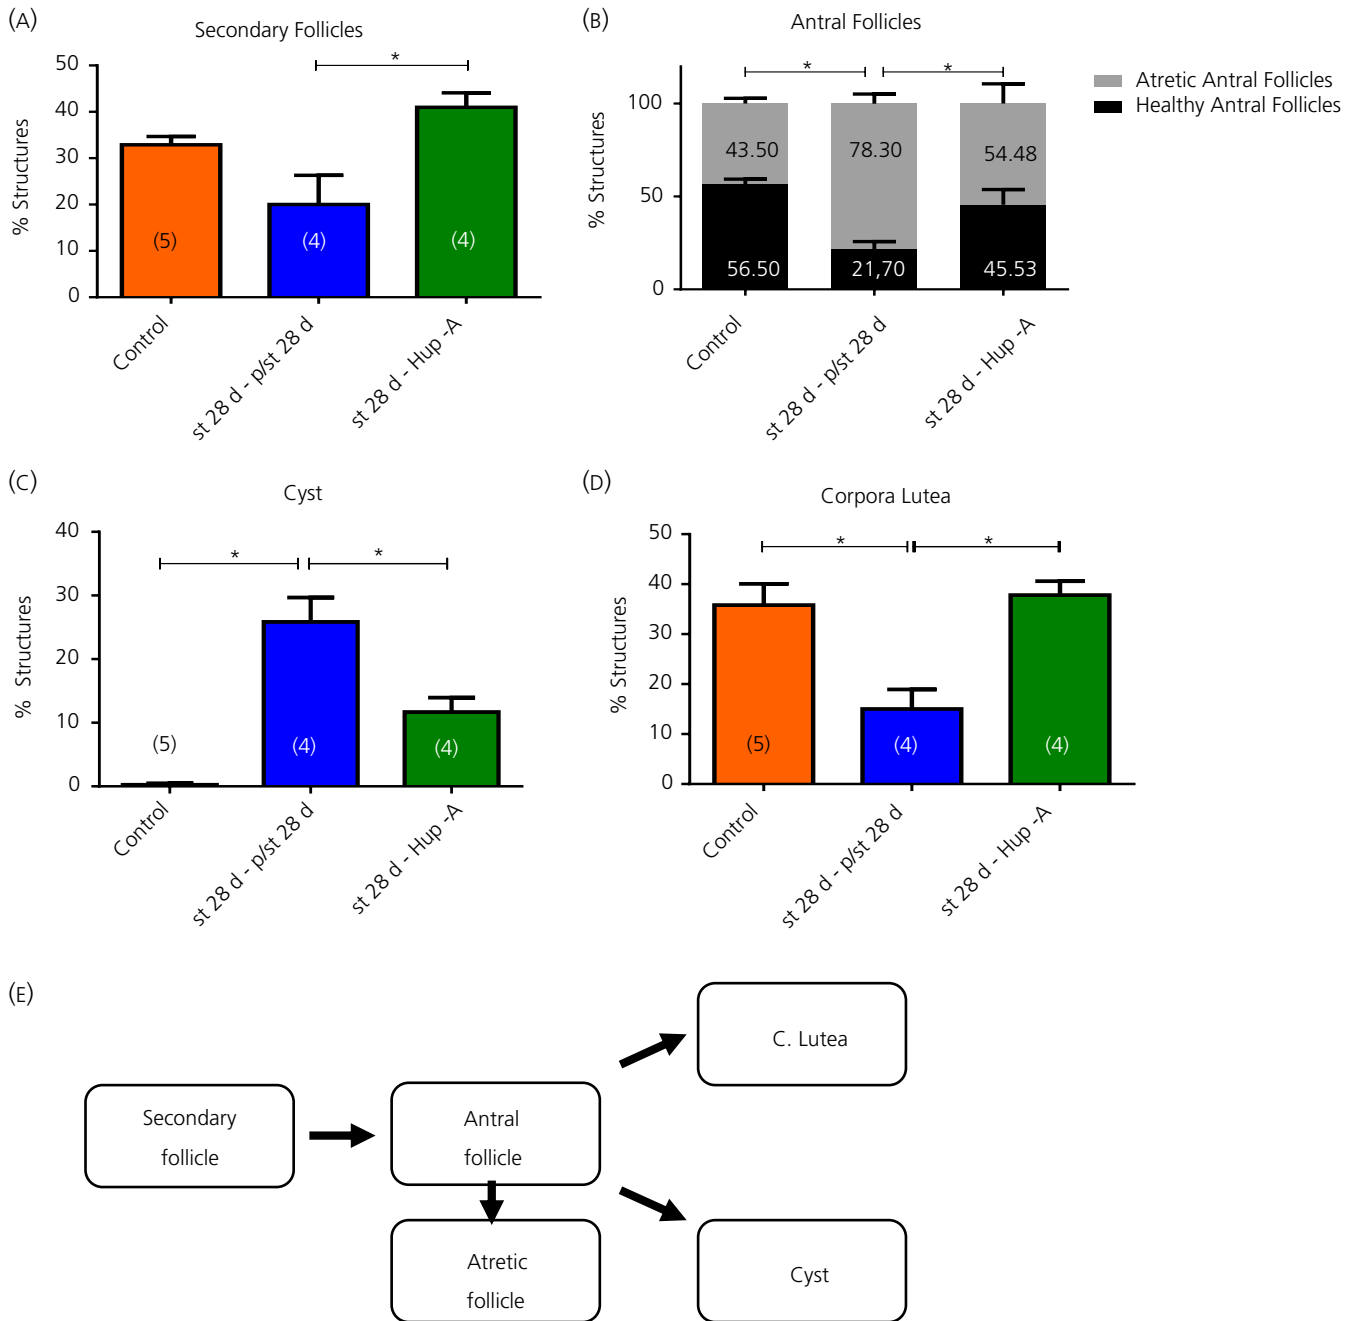 (A)
Secondary Follicles
*
50
40
30
20
10
0
% Structures
(5)
(4)
(4)
Control
st 28 d - p/st 28 d
st 28 d - Hup -A
(B)
Antral Follicles
*
*
Atretic Antral Follicles
Healthy Antral Follicles
100
50
0
% Structures
43.50
78.30
54.48
56.50
21,70
45.53
Control
st 28 d - p/st 28 d
st 28 d - Hup -A
(C)
Cyst
40
30
20
10
0
% Structures
*
*
(5)
(4)
(4)
Control
st 28 d - p/st 28 d
st 28 d - Hup -A
(D)
Corpora Lutea
50
40
30
20
10
0
% Structures
*
*
(5)
(4)
(4)
Control
st 28 d - p/st 28 d
st 28 d - Hup -A
(E)
Secondary
follicle
Antral
follicle
Atretic
follicle
C. Lutea
Cyst